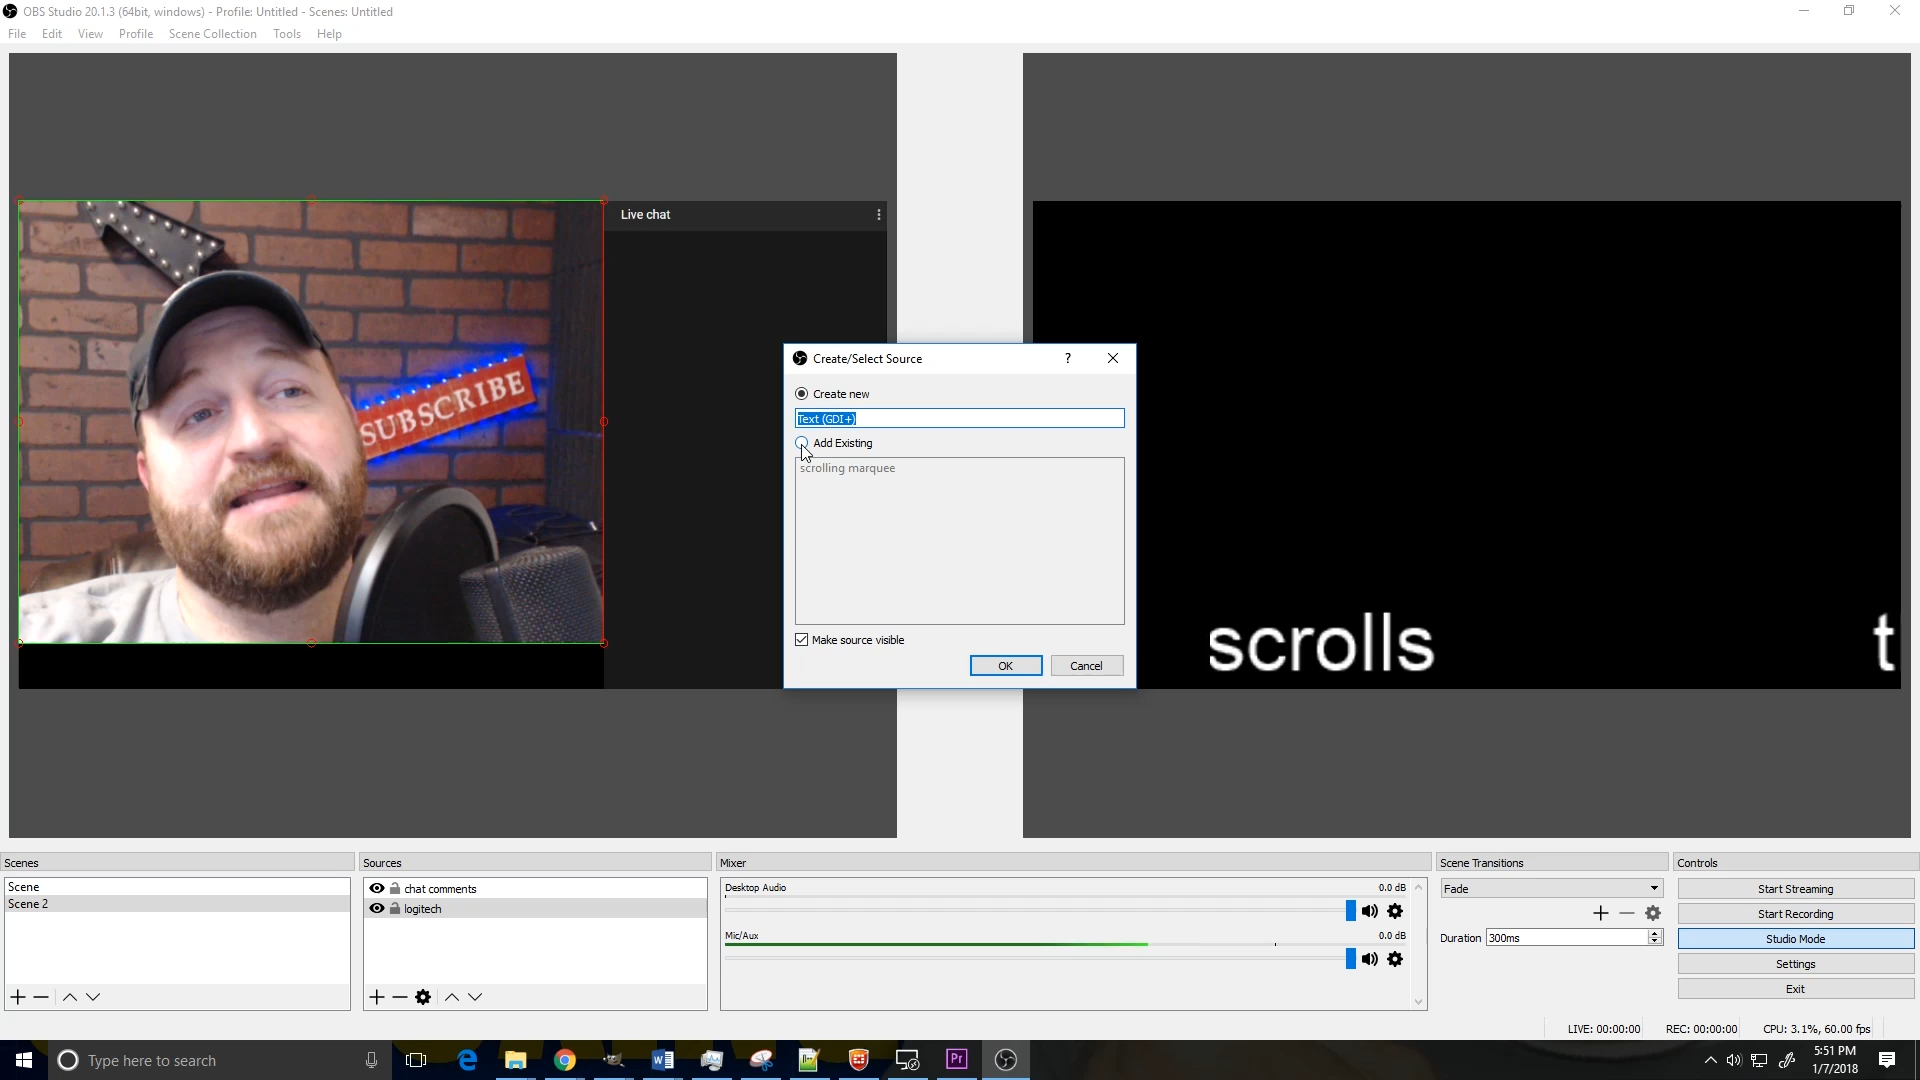 OBS Studio 20.1.3 (64bit, windows) - Profile: Untitled - Scenes: Untitled
File Edit View Profile Scene Collection Tools Help
Live chat
SUBSCRIBE
Create/Select Source
?
Create new
Text (GDI+)
Add Existing
scrolling marquee
Make source visible
OK Cancel
scrolls t
Scenes
Scene
Scene 2
Sources
chat comments
logitech
Mixer
Desktop Audio 0.0 dB
Mic/Aux 0.0 dB
Scene Transitions
Fade
Duration 300ms
Controls
Start Streaming
Start Recording
Studio Mode
Settings
Exit
LIVE: 00:00:00 REC: 00:00:00 CPU: 3.1%, 60.00 fps
Type here to search
Pr
5:51 PM
1/7/2018